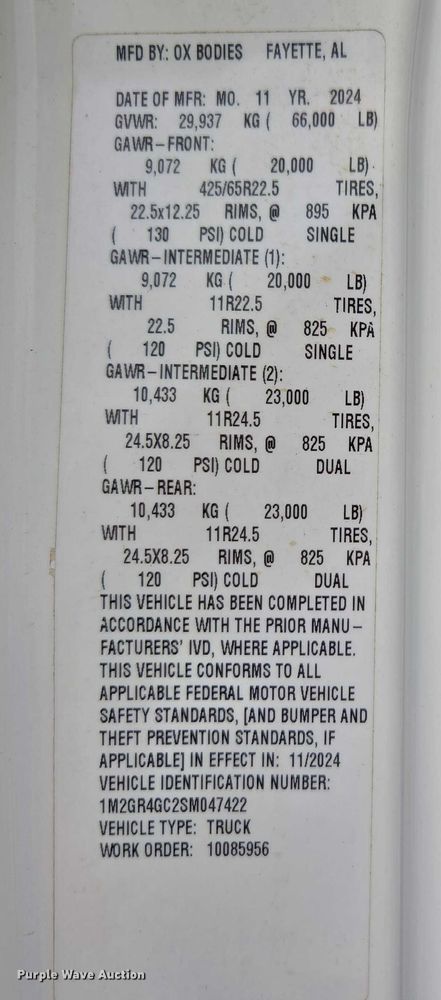 MFD BY: OX BODIES FAYETTE, AL
DATE OF MFR: MO. 11 YR. 2024
GVWR: 29,937 KG ( 66,000 LB)
GAWR-FRONT:
9,072 KG ( 20,000 LB)
WITH 425/65R22.5 TIRES,
22.5x12.25 RIMS, @ 895 KPA
( 130 PSI) COLD SINGLE
GAWR-INTERMEDIATE (1):
9,072 KG ( 20,000 LB)
WITH 11R22.5 TIRES,
22.5 RIMS, @ 825 KPA
( 120 PSI) COLD SINGLE
GAWR-INTERMEDIATE (2):
10,433 KG ( 23,000 LB)
WITH 11R24.5 TIRES,
24.5X8.25 RIMS, @ 825 KPA
( 120 PSI) COLD DUAL
GAWR-REAR:
10,433 KG ( 23,000 LB)
WITH 11R24.5 TIRES,
24.5X8.25 RIMS, @ 825 KPA
( 120 PSI) COLD DUAL
THIS VEHICLE HAS BEEN COMPLETED IN
ACCORDANCE WITH THE PRIOR MANU-
FACTURERS' IVD, WHERE APPLICABLE.
THIS VEHICLE CONFORMS TO ALL
APPLICABLE FEDERAL MOTOR VEHICLE
SAFETY STANDARDS, [AND BUMPER AND
THEFT PREVENTION STANDARDS, IF
APPLICABLE] IN EFFECT IN: 11/2024
VEHICLE IDENTIFICATION NUMBER:
1M2GR4GC2SM047422
VEHICLE TYPE: TRUCK
WORK ORDER: 10085956
Purple Wave Auction